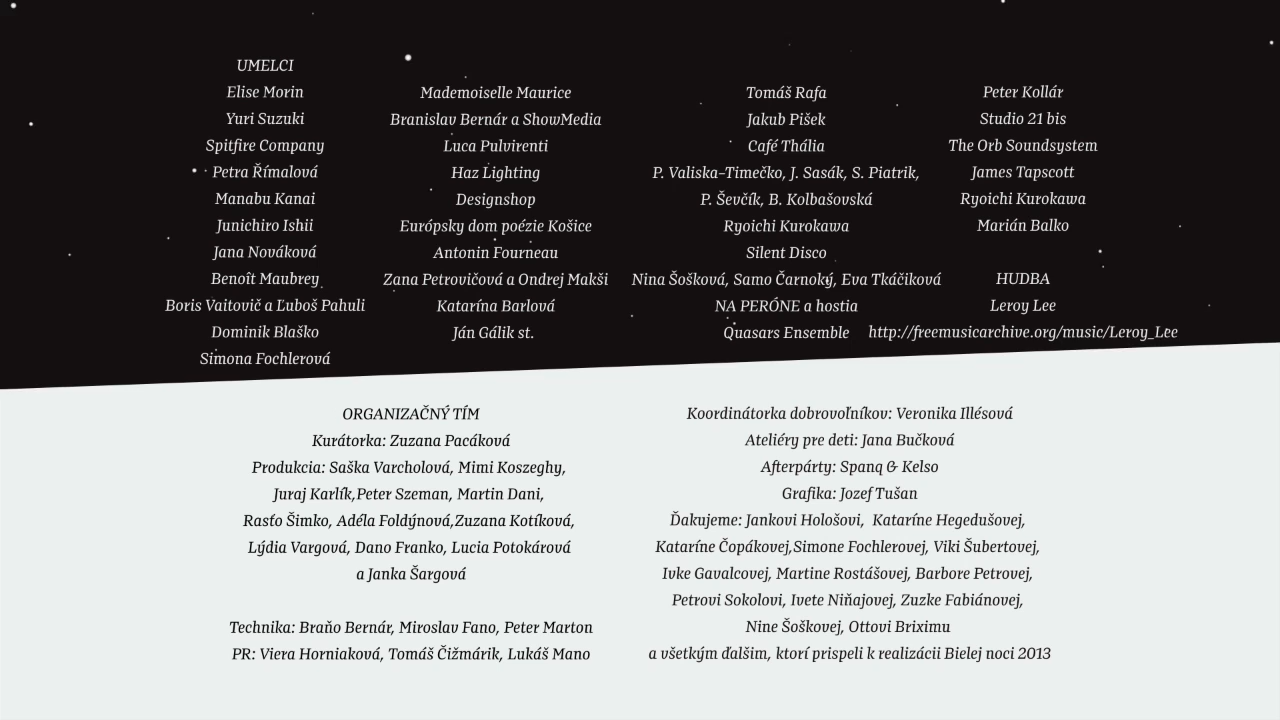 UMELCI
Elise Morin
Yuri Suzuki
Spitfire Company
Petra Římalová
Manabu Kanai
Junichiro Ishii
Jana Nováková
Benoît Maubrey
Boris Vaitovič a Ľuboš Pahuli
Dominik Blaško
Simona Fochlerová
Mademoiselle Maurice
Branislav Bernár a ShowMedia
Luca Pulvirenti
Haz Lighting
Designshop
Európsky dom poézie Košice
Antonin Fourneau
Zana Petrovičová a Ondrej Makši
Katarína Barlová
Ján Gálik st.
Tomáš Rafa
Jakub Pišek
Café Thália
P. Valiska-Timečko, J. Sasák, S. Piatrik,
P. Ševčík, B. Kolbašovská
Ryoichi Kurokawa
Silent Disco
Nina Šošková, Samo Čarnoký, Eva Tkáčiková
NA PERÓNE a hostia
Quasars Ensemble
Peter Kollár
Studio 21 bis
The Orb Soundsystem
James Tapscott
Ryoichi Kurokawa
Marián Balko
HUDBA
Leroy Lee
http://freemusicarchive.org/music/Leroy_Lee
ORGANIZAČNÝ TÍM
Kurátorka: Zuzana Pacáková
Produkcia: Saška Varcholová, Mimi Koszeghy,
Juraj Karlík,Peter Szeman, Martin Dani,
Rasťo Šimko, Adéla Foldýnová,Zuzana Kotíková,
Lýdia Vargová, Dano Franko, Lucia Potokárová
a Janka Šargová
Technika: Braňo Bernár, Miroslav Fano, Peter Marton
PR: Viera Horniaková, Tomáš Čižmárik, Lukáš Mano
Koordinátorka dobrovoľníkov: Veronika Illésová
Ateliéry pre deti: Jana Bučková
Afterpárty: Spanq & Kelso
Grafika: Jozef Tušan
Ďakujeme: Jankovi Hološovi, Kataríne Hegedušovej,
Kataríne Čopákovej,Simone Fochlerovej, Viki Šubertovej,
Ivke Gavalcovej, Martine Rostášovej, Barbore Petrovej,
Petrovi Sokolovi, Ivete Niňajovej, Zuzke Fabiánovej,
Nine Šoškovej, Ottovi Briximu
a všetkým ďalšim, ktorí prispeli k realizácii Bielej noci 2013